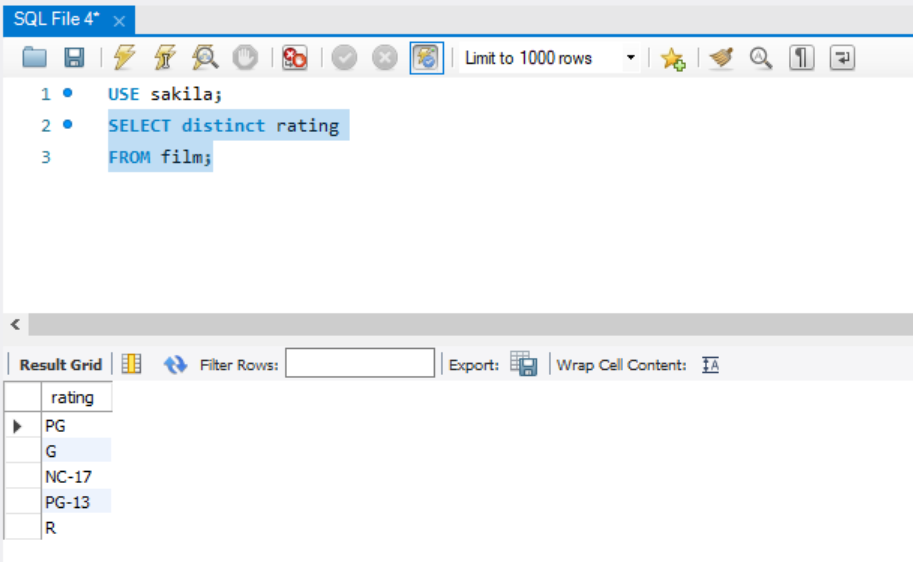 SQL File 4*
Limit to 1000 rows
1 USE sakila;
2 SELECT distinct rating
3 FROM film;
Result Grid Filter Rows: Export: Wrap Cell Content:
rating
PG
G
NC-17
PG-13
R